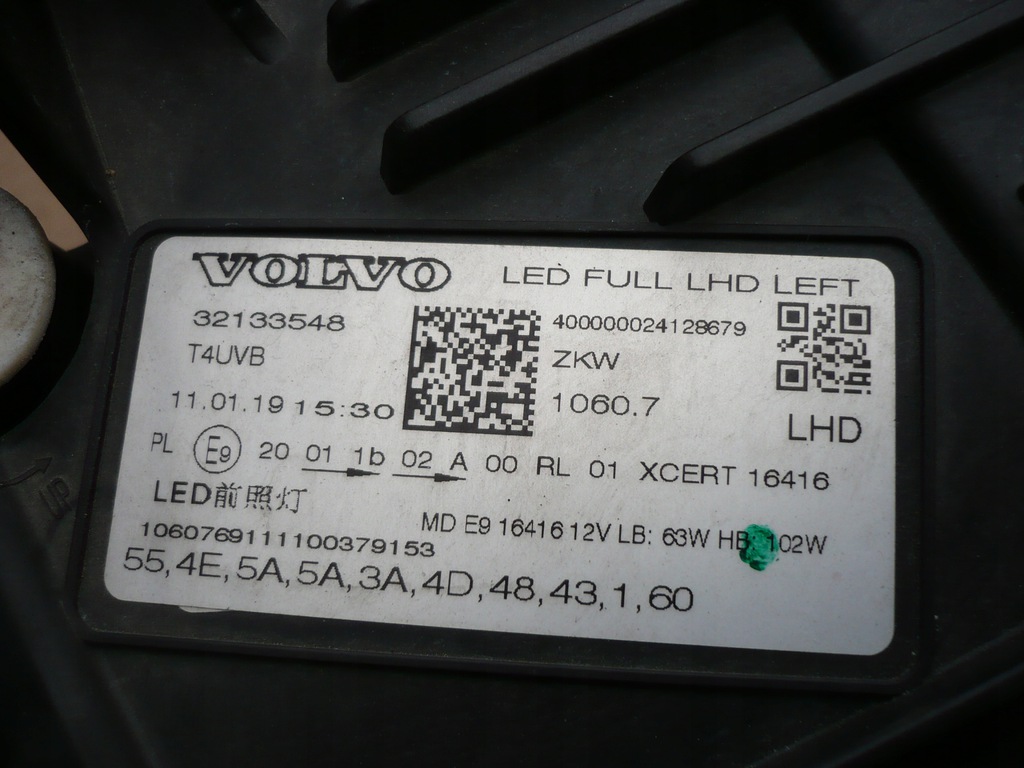 VOLVO LED FULL LHD LEFT
32133548 400000024128679
T4UVB ZKW
11.01.19 15:30 1060.7
LHD
PL E9 20 01 1b 02 A 00 RL 01 XCERT 16416
LED前照灯
MD E9 16416 12V LB: 63W HB: 102W
1060769111100379153
55,4E,5A,5A,3A,4D,48,43,1,60